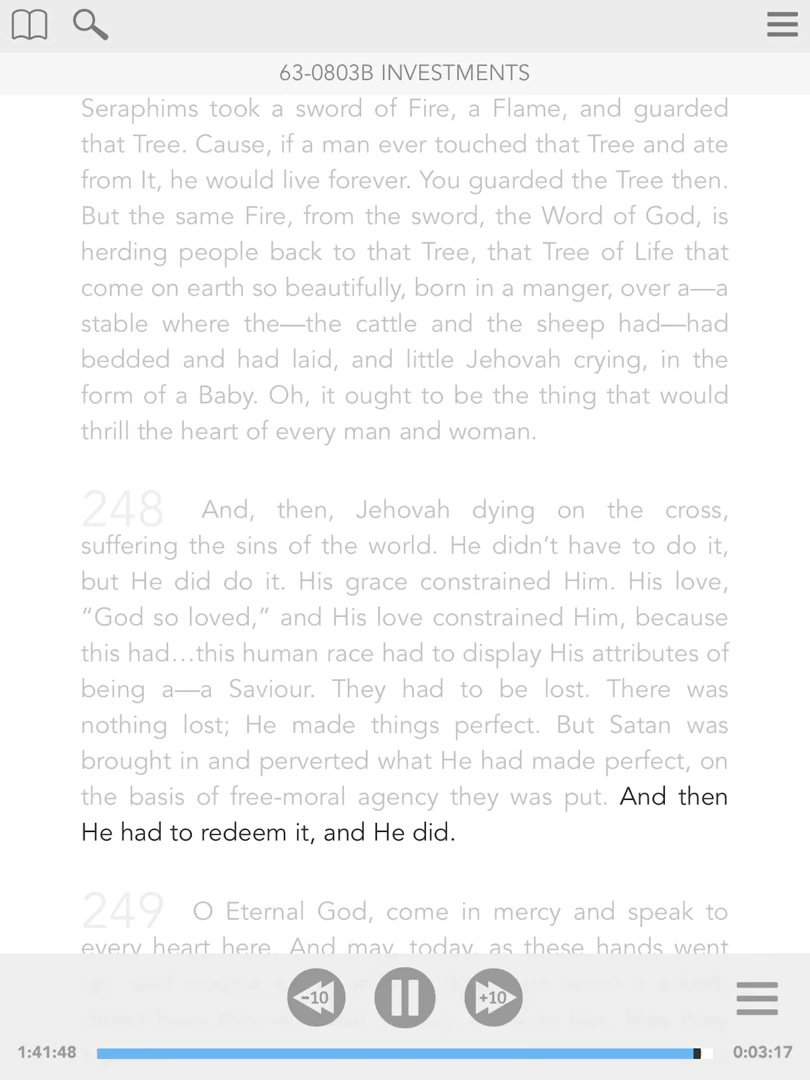 63-0803B INVESTMENTS
Seraphims took a sword of Fire, a Flame, and guarded
that Tree. Cause, if a man ever touched that Tree and ate
from It, he would live forever. You guarded the Tree then.
But the same Fire, from the sword, the Word of God, is
herding people back to that Tree, that Tree of Life that
come on earth so beautifully, born in a manger, over a—a
stable where the—the cattle and the sheep had—had
bedded and had laid, and little Jehovah crying, in the
form of a Baby. Oh, it ought to be the thing that would
thrill the heart of every man and woman.
248 And, then, Jehovah dying on the cross,
suffering the sins of the world. He didn’t have to do it,
but He did do it. His grace constrained Him. His love,
“God so loved,” and His love constrained Him, because
this had…this human race had to display His attributes of
being a—a Saviour. They had to be lost. There was
nothing lost; He made things perfect. But Satan was
brought in and perverted what He had made perfect, on
the basis of free-moral agency they was put. And then
He had to redeem it, and He did.
249 O Eternal God, come in mercy and speak to
every heart here. And may, today, as these hands went
-10 +10
1:41:48 0:03:17